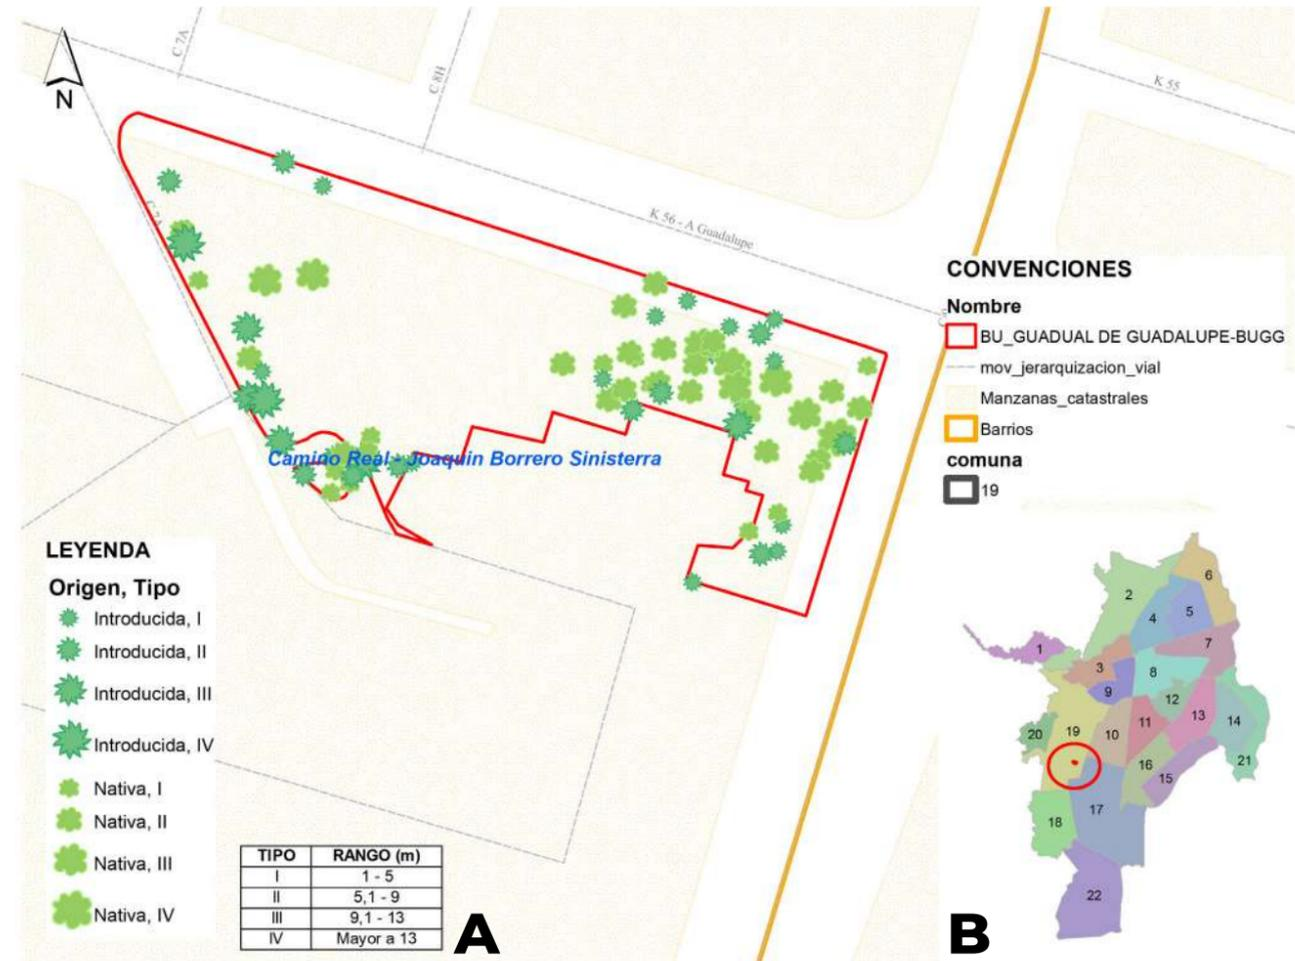 C 7A
C 8H
K 55
N
C 7A
K 56 - A Guadalupe
Camino Real - Joaquin Borrero Sinisterra
CONVENCIONES
Nombre
BU_GUADUAL DE GUADALUPE-BUGG
mov_jerarquizacion_vial
Manzanas_catastrales
Barrios
comuna
19
LEYENDA
Origen, Tipo
Introducida, I
Introducida, II
Introducida, III
Introducida, IV
Nativa, I
Nativa, II
Nativa, III
Nativa, IV
TIPO RANGO (m)
I 1 - 5
II 5,1 - 9
III 9,1 - 13
IV Mayor a 13
A
6
2
5
4
7
1
3
8
9
12
13
14
11
19
10
20
16
21
15
17
18
22
B